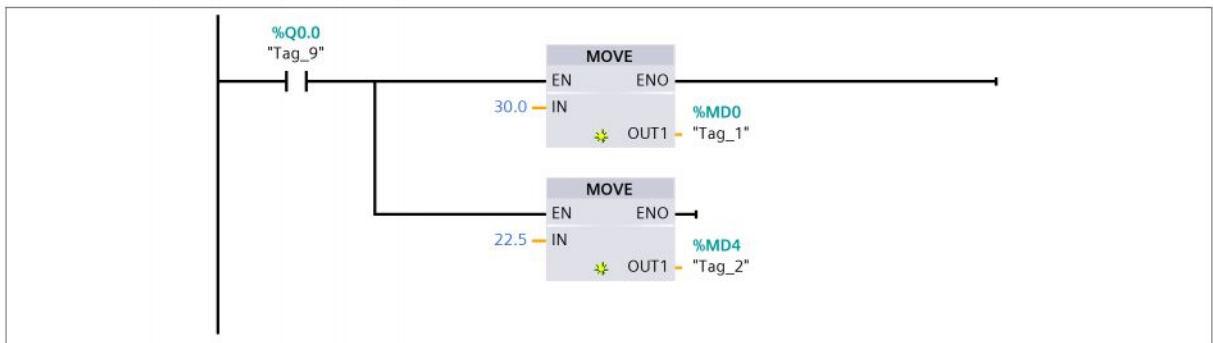 %Q0.0
"Tag_9"
MOVE
EN ENO
30.0 IN
%MD0
OUT1 "Tag_1"
MOVE
EN ENO
22.5 IN
%MD4
OUT1 "Tag_2"